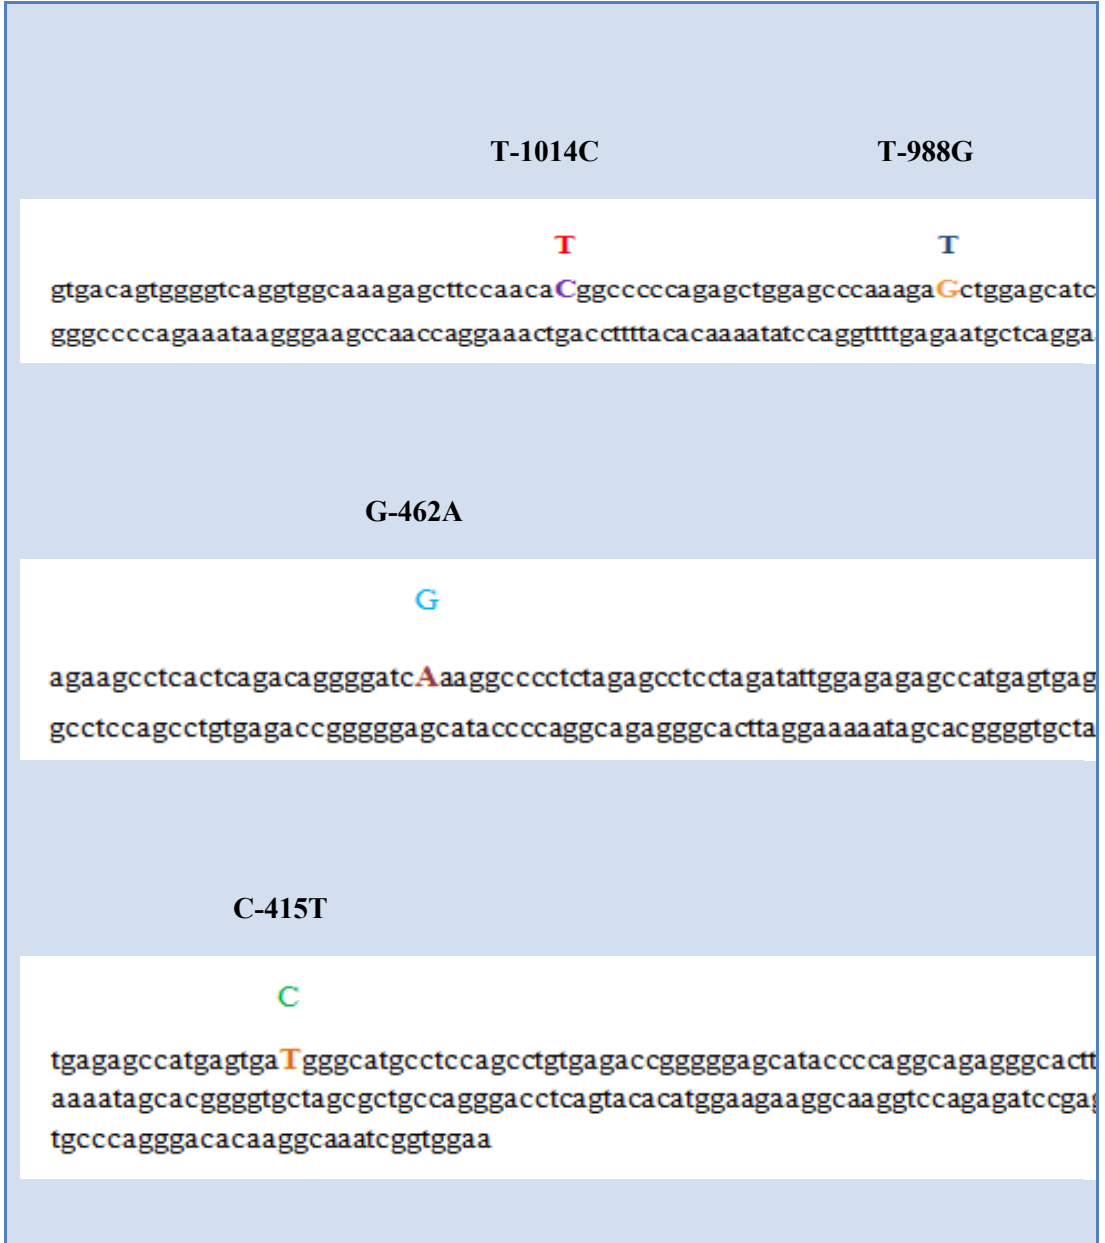 T-1014C T-988G
T T
gtgacagtggggtcaggtggcaaagagcttccaacaCggcccccagagctggagcccaaagaGctggagcatc
gggccccagaaataagggaagccaaccaggaaactgaccttttacacaaaatatccaggttttgagaatgctcagga
G-462A
G
agaagcctcactcagacaggggatcAaaggcccctctagagcctcctagatattggagagagccatgagtgag
gcctccagcctgtgagaccgggggagcataccccaggcagagggcacttaggaaaaatagcacggggtgcta
C-415T
C
tgagagccatgagtgaTgggcatgcctccagcctgtgagaccgggggagcataccccaggcagagggcactt
aaaatagcacggggtgctagcgctgccagggacctcagtacacatggaagaaggcaaggtccagagatccgag
tgcccagggacacaaggcaaatcggtggaa